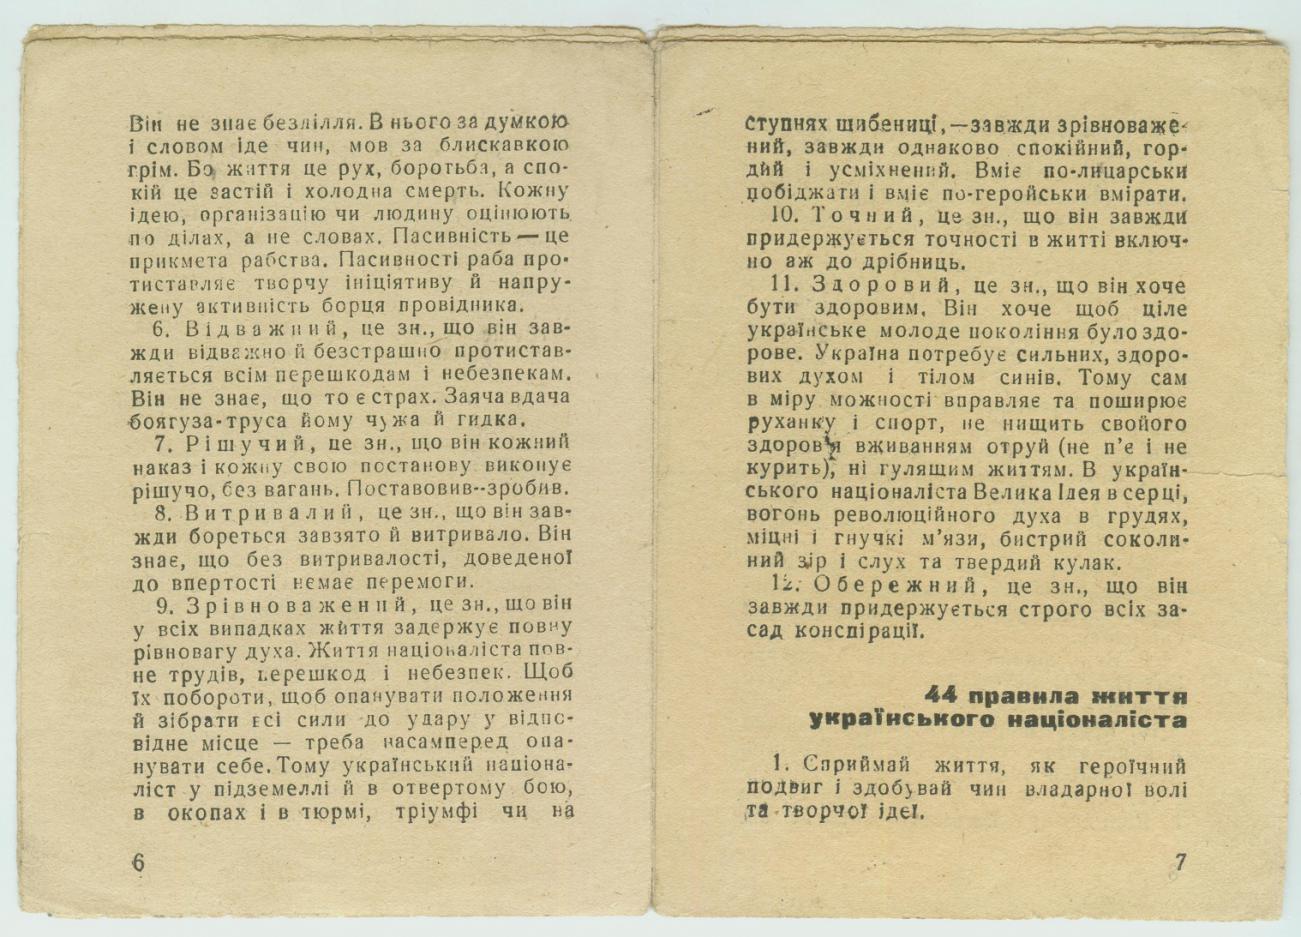 Він не знає безділля. В нього за думкою
і словом іде чин, мов за блискавкою
грім. Бо життя це рух, боротьба, а спо-
кій це застій і холодна смерть. Кожну
ідею, організацію чи людину оцінюють
по ділах, а не словах. Пасивність — це
прикмета рабства. Пасивності раба про-
тиставляє творчу ініціятиву й напру-
жену активність борця провідника.
6. Відважний, це зн., що він зав-
жди відважно й безстрашно протистав-
ляється всім перешкодам і небезпекам.
Він не знає, що то є страх. Заяча вдача
боягуза-труса йому чужа й гидка.
7. Рішучий, це зн., що він кожний
наказ і кожну свою постанову виконує
рішучо, без вагань. Поставовив--зробив.
8. Витривалий, це зн., що він зав-
жди бореться завзято й витривало. Він
знає, що без витривалості, доведеної
до впертості немає перемоги.
9. Зрівноважений, це зн., що він
у всіх випадках життя задержує повну
рівновагу духа. Життя націоналіста пов-
не трудів, перешкод і небезпек. Щоб
їх побороти, щоб опанувати положення
й зібрати всі сили до удару у відпо-
відне місце — треба насамперед опа-
нувати себе. Тому український націона-
ліст у підземеллі й в отвертому бою,
в окопах і в тюрмі, тріумфі чи на
6
ступнях шибениці, — завжди зрівноваже-
ний, завжди однаково спокійний, гор-
дий і усміхнений. Вміє по-лицарськи
побіджати і вміє по-геройськи вмірати.
10. Точний, це зн., що він завжди
придержується точності в житті включ-
но аж до дрібниць.
11. Здоровий, це зн., що він хоче
бути здоровим. Він хоче щоб ціле
українське молоде покоління було здо-
рове. Україна потребує сильних, здоро-
вих духом і тілом синів. Тому сам
в міру можності вправляє та поширює
руханку і спорт, не нищить свойого
здоров'я вживанням отруй (не п'є і не
курить), ні гулящим життям. В україн-
ського націоналіста Велика Ідея в серці,
вогонь революційного духа в грудях,
міцні і гнучкі м'язи, бистрий соколи-
ний зір і слух та твердий кулак.
12. Обережний, це зн., що він
завжди придержується строго всіх за-
сад конспірації.
44 правила життя
українського націоналіста
1. Сприймай життя, як героїчний
подвиг і здобувай чин владарної волі
та творчої ідеї.
7